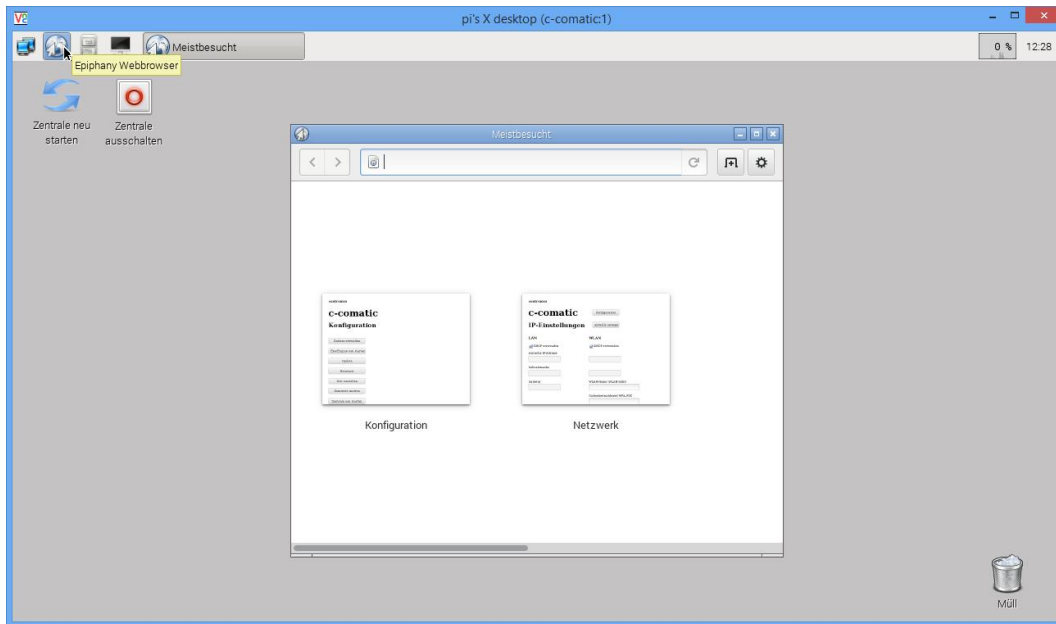 V2
pi's X desktop (c-comatic:1)
Meistbesucht
0 %
12:28
Epiphany Webbrowser
Zentrale neu
starten
Zentrale
ausschalten
Meistbesucht
c-comatic
Konfiguration
c-comatic
IP-Einstellungen
LAN
WLAN
Konfiguration
Netzwerk
Müll